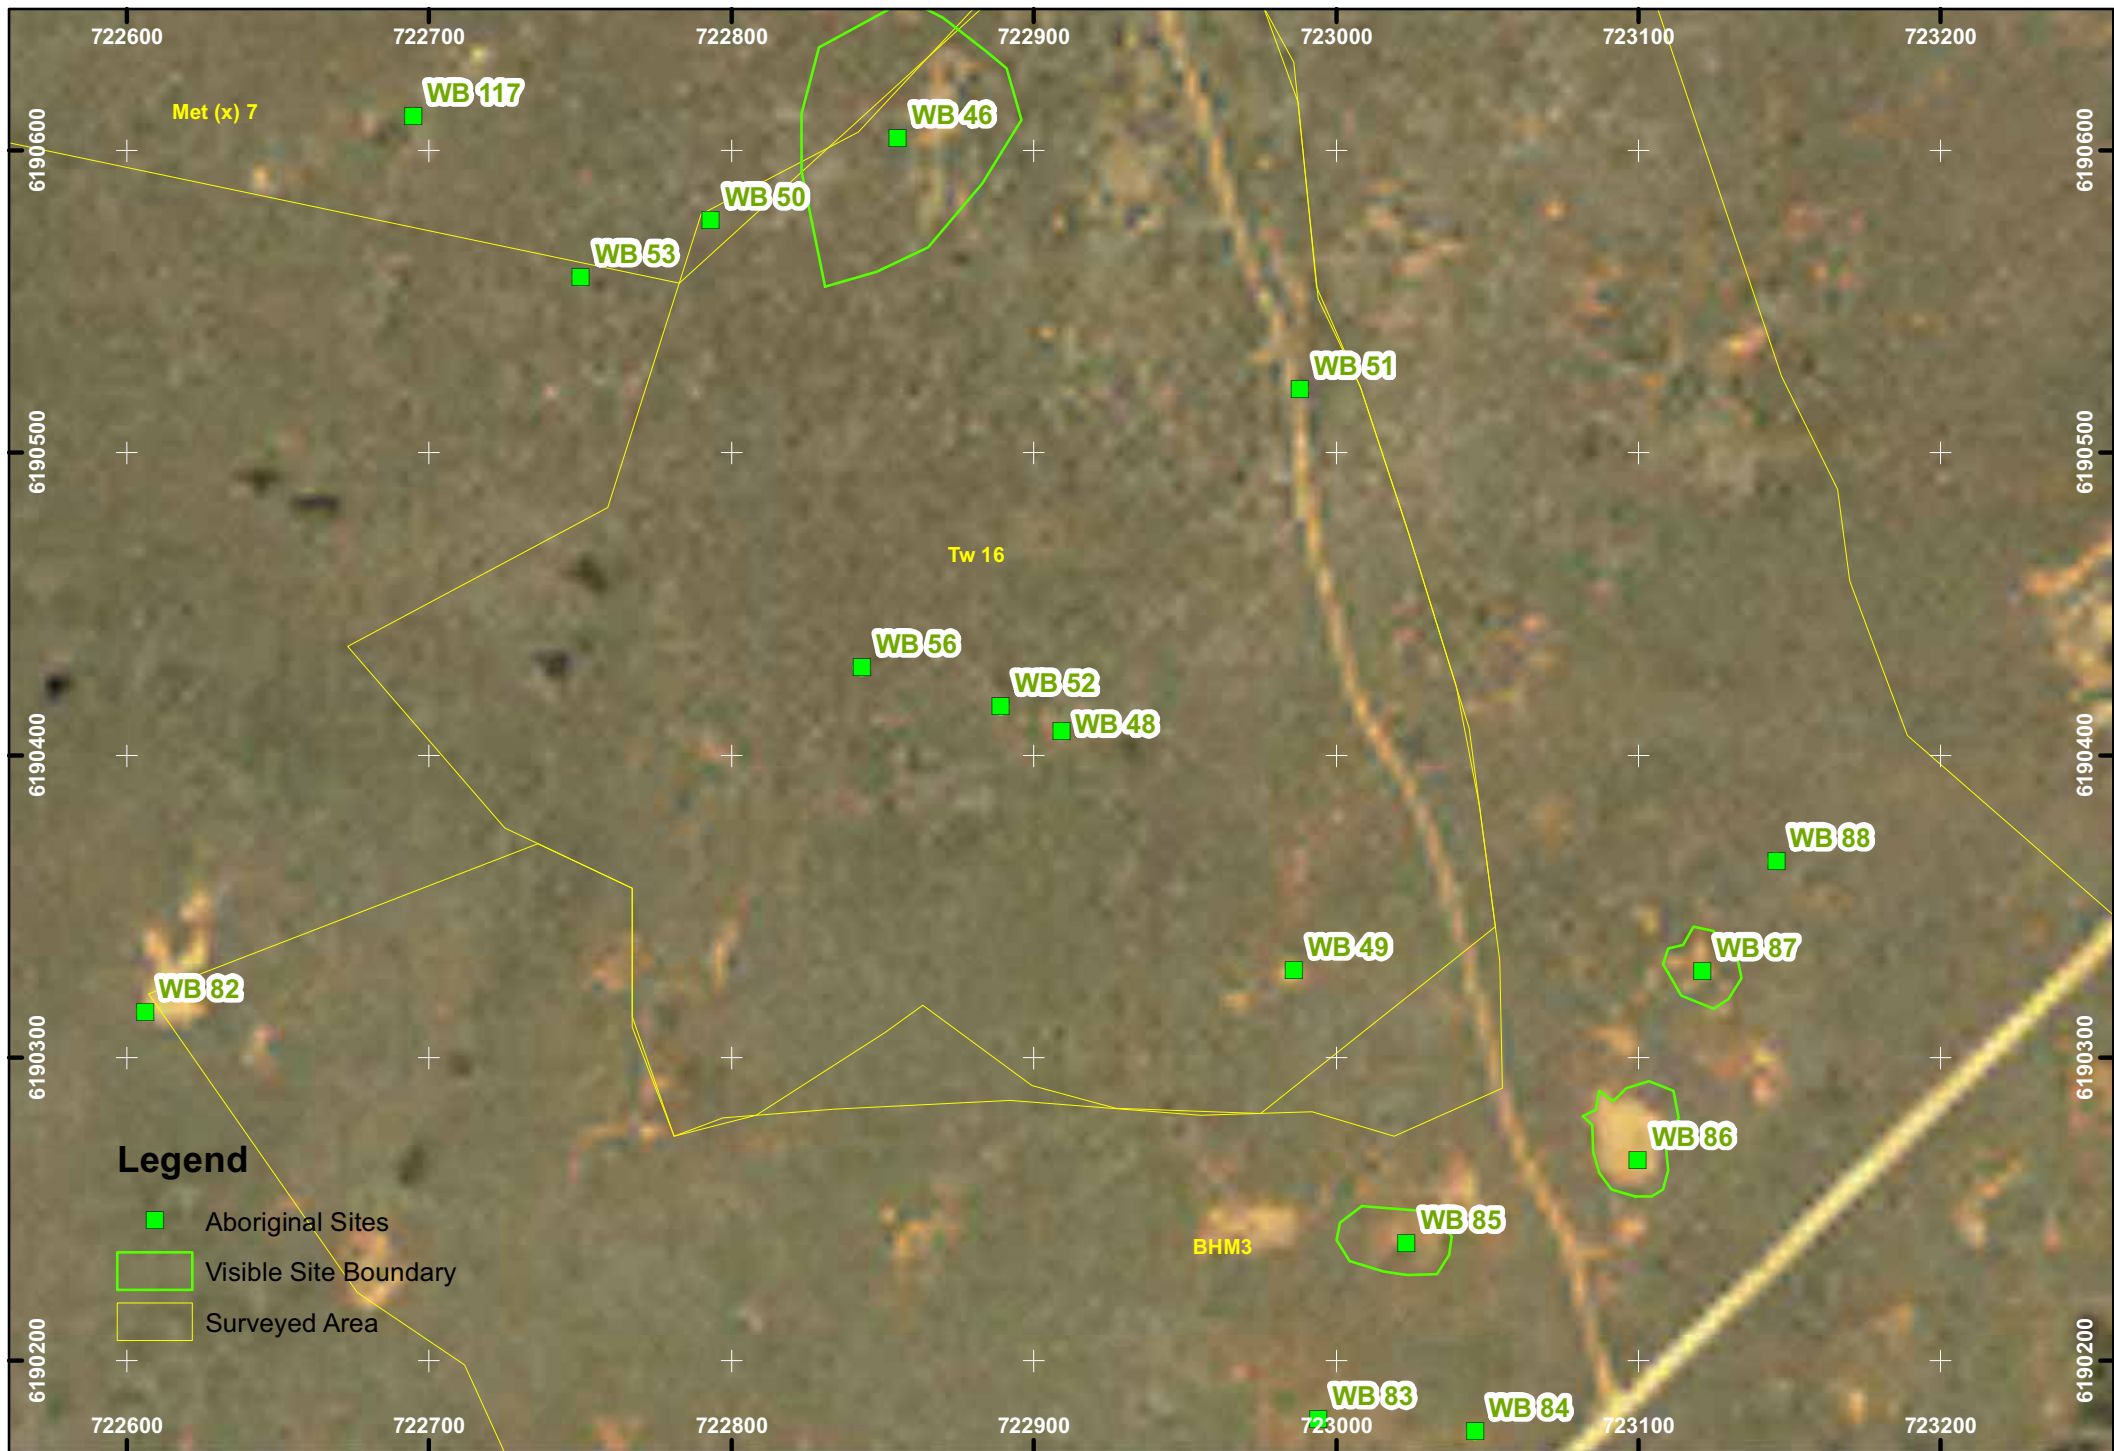 722600 722700 722800 722900 723000 723100 723200
WB 117
Met (x) 7
WB 46
6190600 6190600
WB 50
WB 53
WB 51
6190500 6190500
Tw 16
WB 56
WB 52
WB 48
6190400 6190400
WB 88
WB 49
WB 87
WB 82
6190300 6190300
WB 86
Legend
WB 85
Aboriginal Sites
BHM3
Visible Site Boundary
Surveyed Area
6190200 6190200
WB 83
WB 84
722600 722700 722800 722900 723000 723100 723200